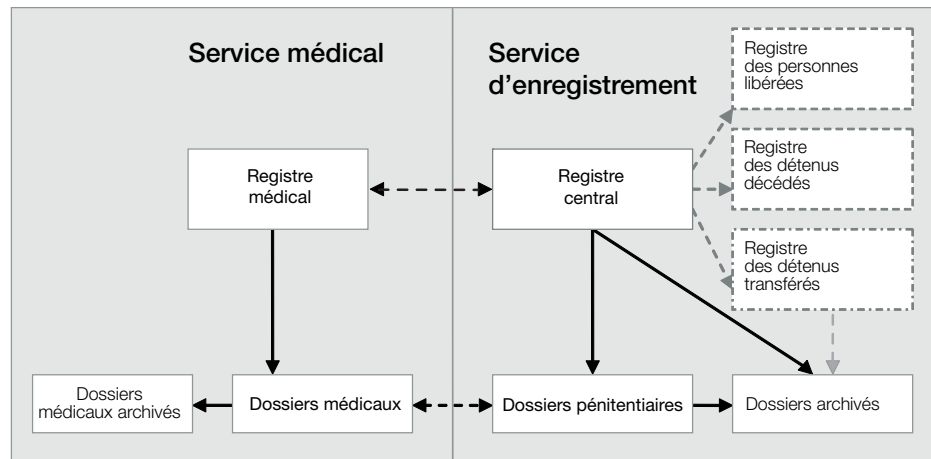 Service médical
Service
d'enregistrement
Registre
des personnes
libérées
Registre
des détenus
décédés
Registre
des détenus
transférés
Registre
médical
Registre
central
Dossiers
médicaux archivés
Dossiers médicaux
Dossiers pénitentiaires
Dossiers archivés